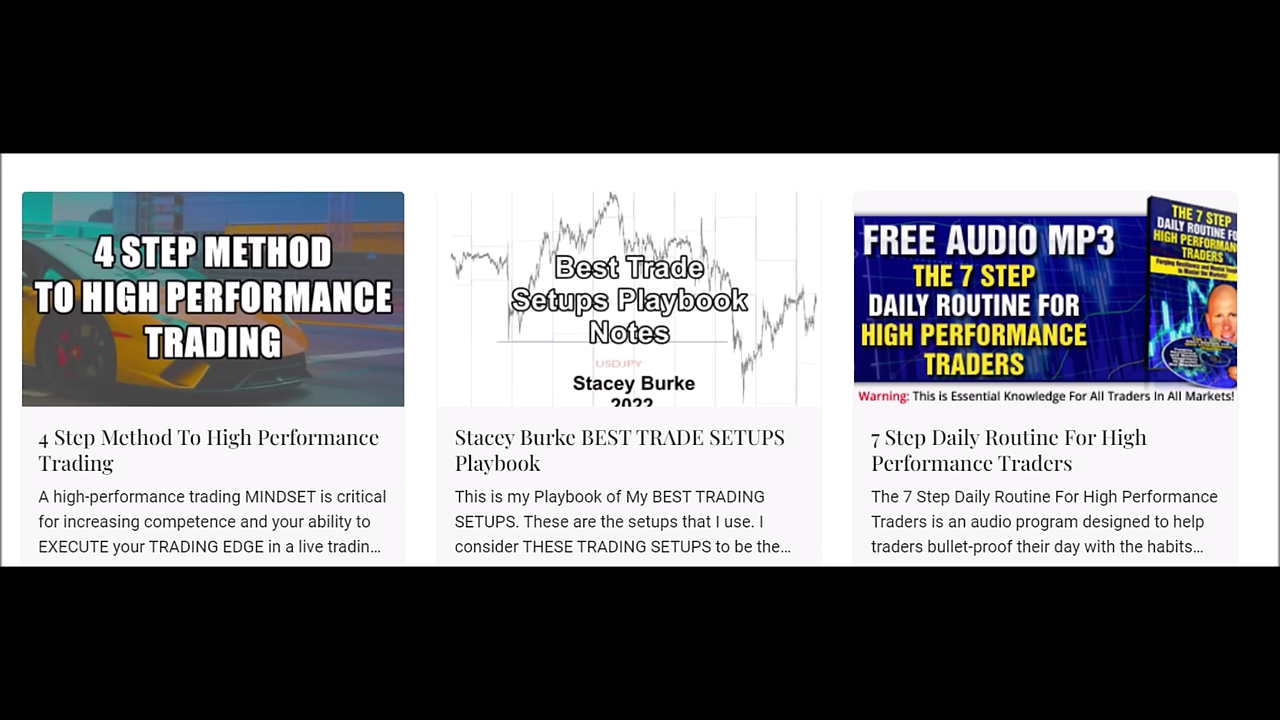 4 STEP METHOD
TO HIGH PERFORMANCE
TRADING
4 Step Method To High Performance
Trading
A high-performance trading MINDSET is critical
for increasing competence and your ability to
EXECUTE your TRADING EDGE in a live tradin...
Best Trade
Setups Playbook
Notes
USDJPY
Stacey Burke
2022
Stacey Burke BEST TRADE SETUPS
Playbook
This is my Playbook of My BEST TRADING
SETUPS. These are the setups that I use. I
consider THESE TRADING SETUPS to be the...
FREE AUDIO MP3
THE 7 STEP
DAILY ROUTINE FOR
HIGH PERFORMANCE
TRADERS
THE 7 STEP
DAILY ROUTINE FO
HIGH PERFORMAN
TRADERS
Warning: This is Essential Knowledge For All Traders In All Markets!
7 Step Daily Routine For High
Performance Traders
The 7 Step Daily Routine For High Performance
Traders is an audio program designed to help
traders bullet-proof their day with the habits...